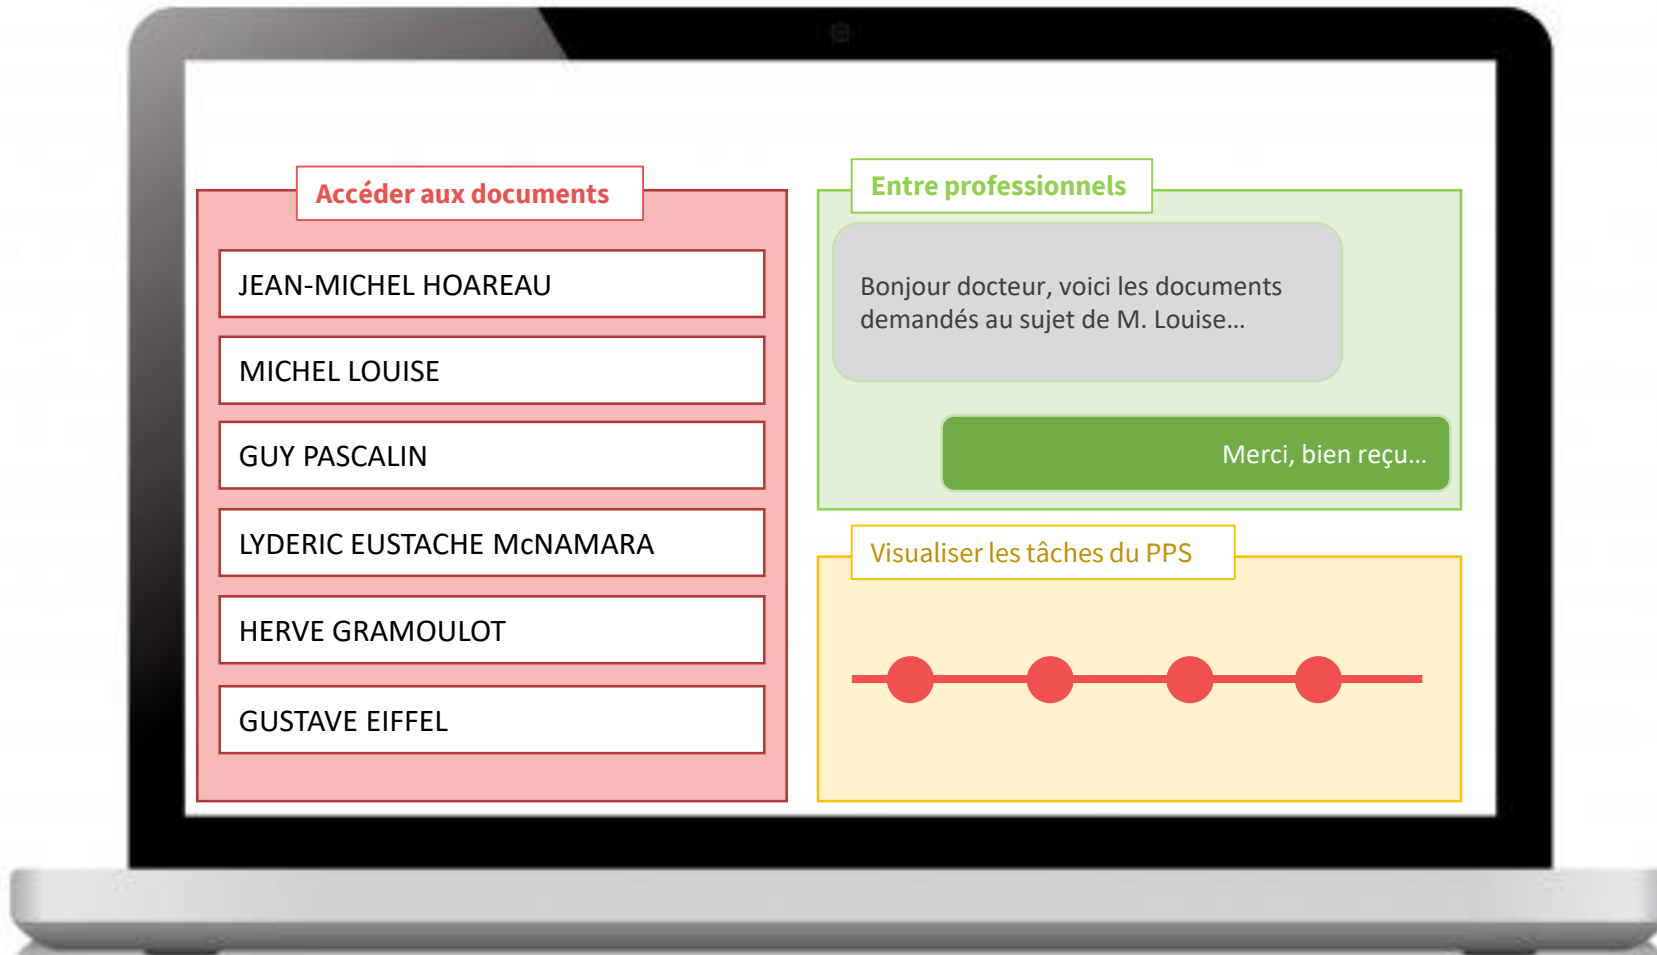 Accéder aux documents
JEAN-MICHEL HOAREAU
MICHEL LOUISE
GUY PASCALIN
LYDERIC EUSTACHE McNAMARA
HERVE GRAMOULOT
GUSTAVE EIFFEL
Entre professionnels
Bonjour docteur, voici les documents
demandés au sujet de M. Louise…
Merci, bien reçu…
Visualiser les tâches du PPS